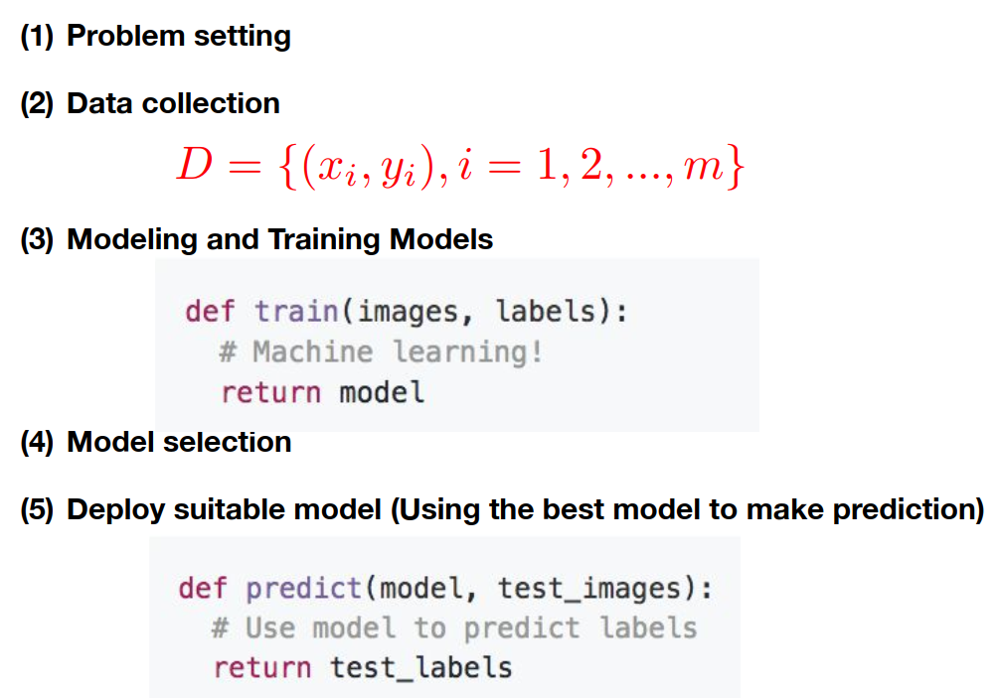 (1) Problem setting
(2) Data collection
D = {(x_i, y_i), i = 1, 2, ..., m}
(3) Modeling and Training Models
def train(images, labels):
# Machine learning!
return model
(4) Model selection
(5) Deploy suitable model (Using the best model to make prediction)
def predict(model, test_images):
# Use model to predict labels
return test_labels